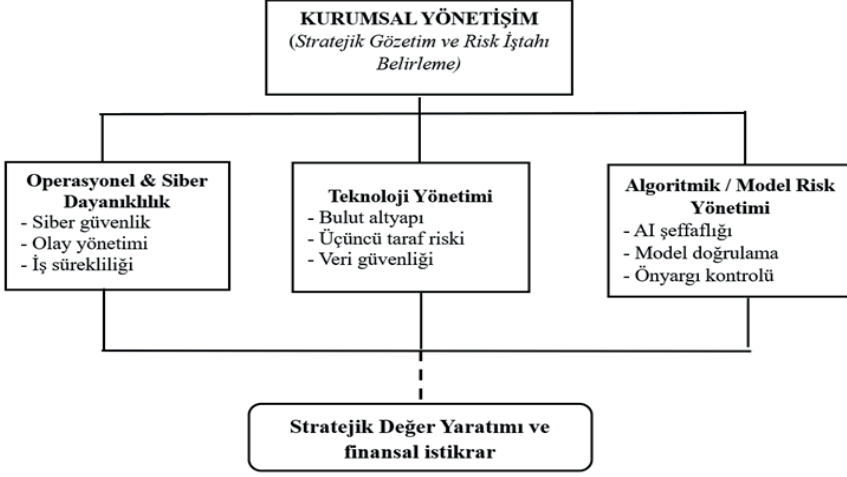 KURUMSAL YÖNETİŞİM
(Stratejik Gözetim ve Risk İştahı
Belirleme)
Operasyonel & Siber
Dayanıklılık
- Siber güvenlik
- Olay yönetimi
- İş sürekliliği
Teknoloji Yönetimi
- Bulut altyapı
- Üçüncü taraf riski
- Veri güvenliği
Algoritmik / Model Risk
Yönetimi
- AI şeffaflığı
- Model doğrulama
- Önyargı kontrolü
Stratejik Değer Yaratımı ve
finansal istikrar